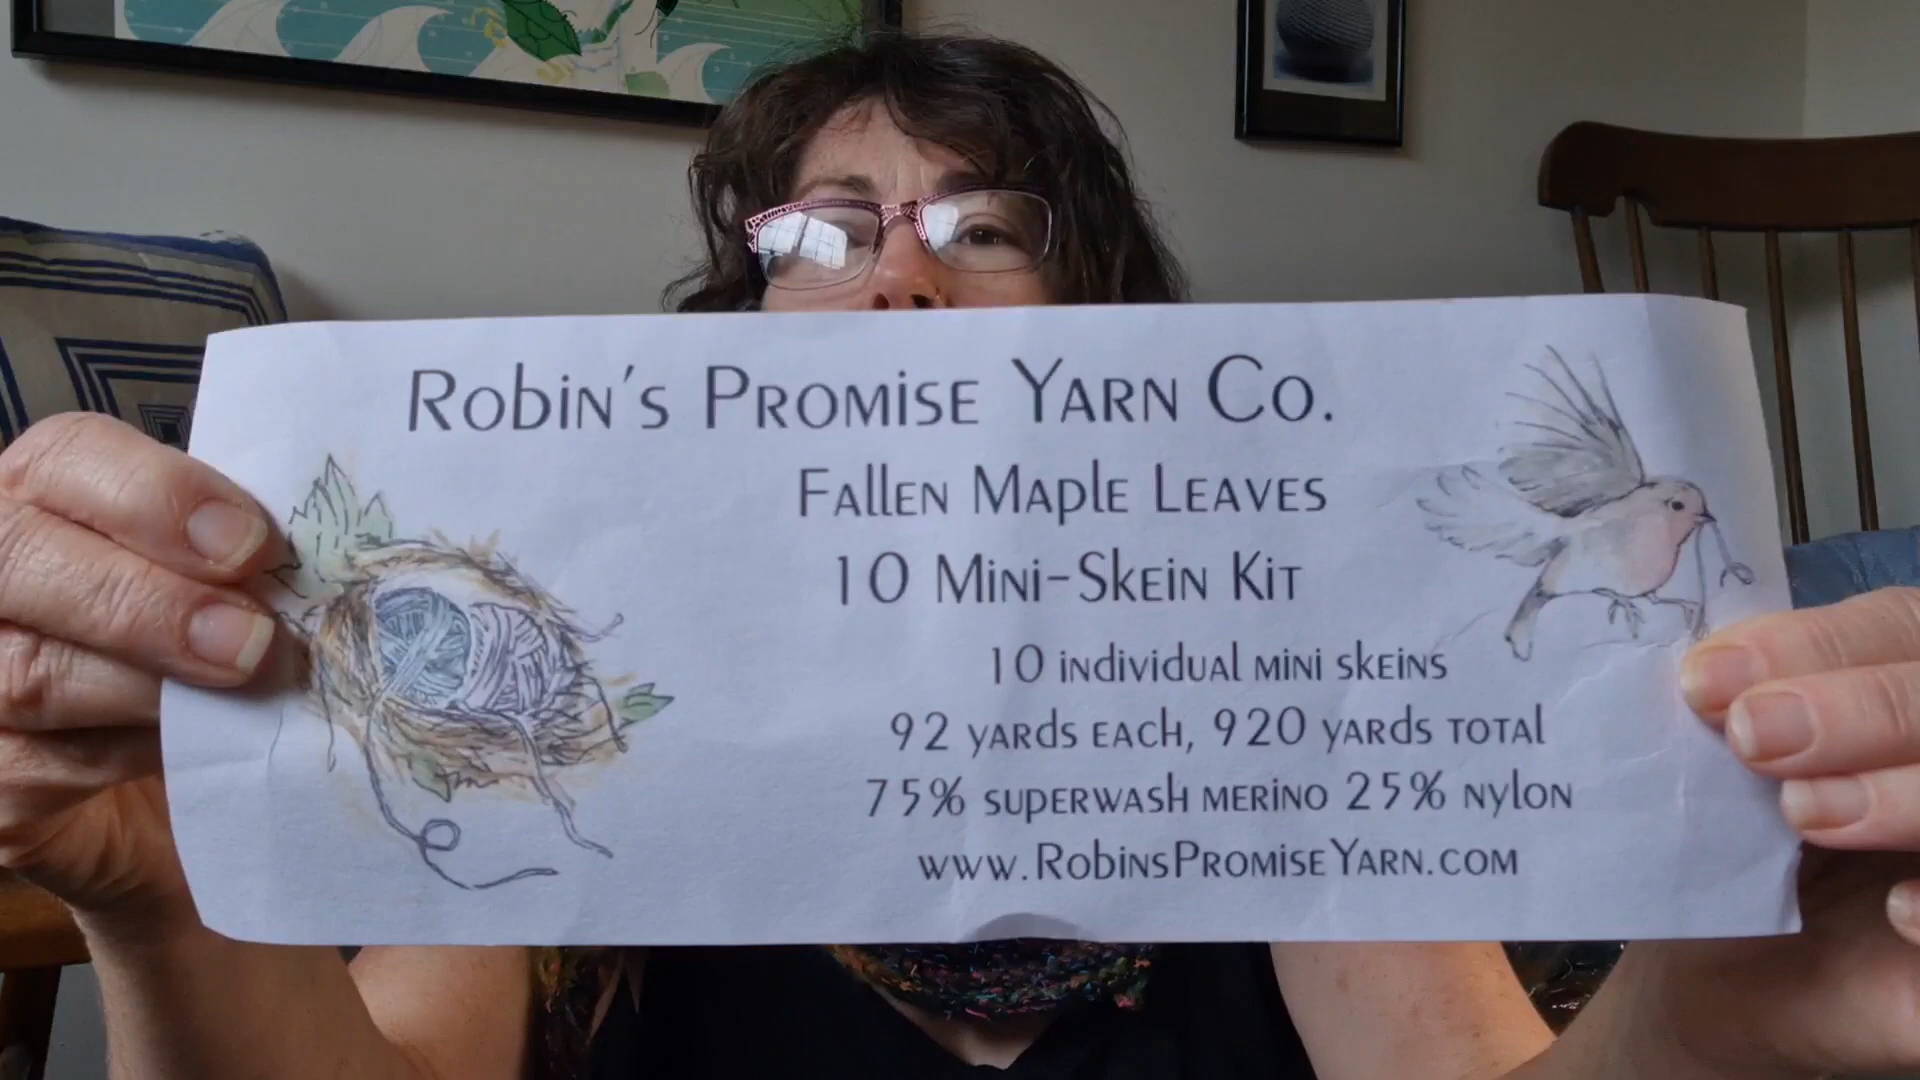 Robin's Promise Yarn Co.
Fallen Maple Leaves
10 Mini-Skein Kit
10 individual mini skeins
92 yards each, 920 yards total
75% superwash merino 25% nylon
www.RobinsPromiseYarn.com